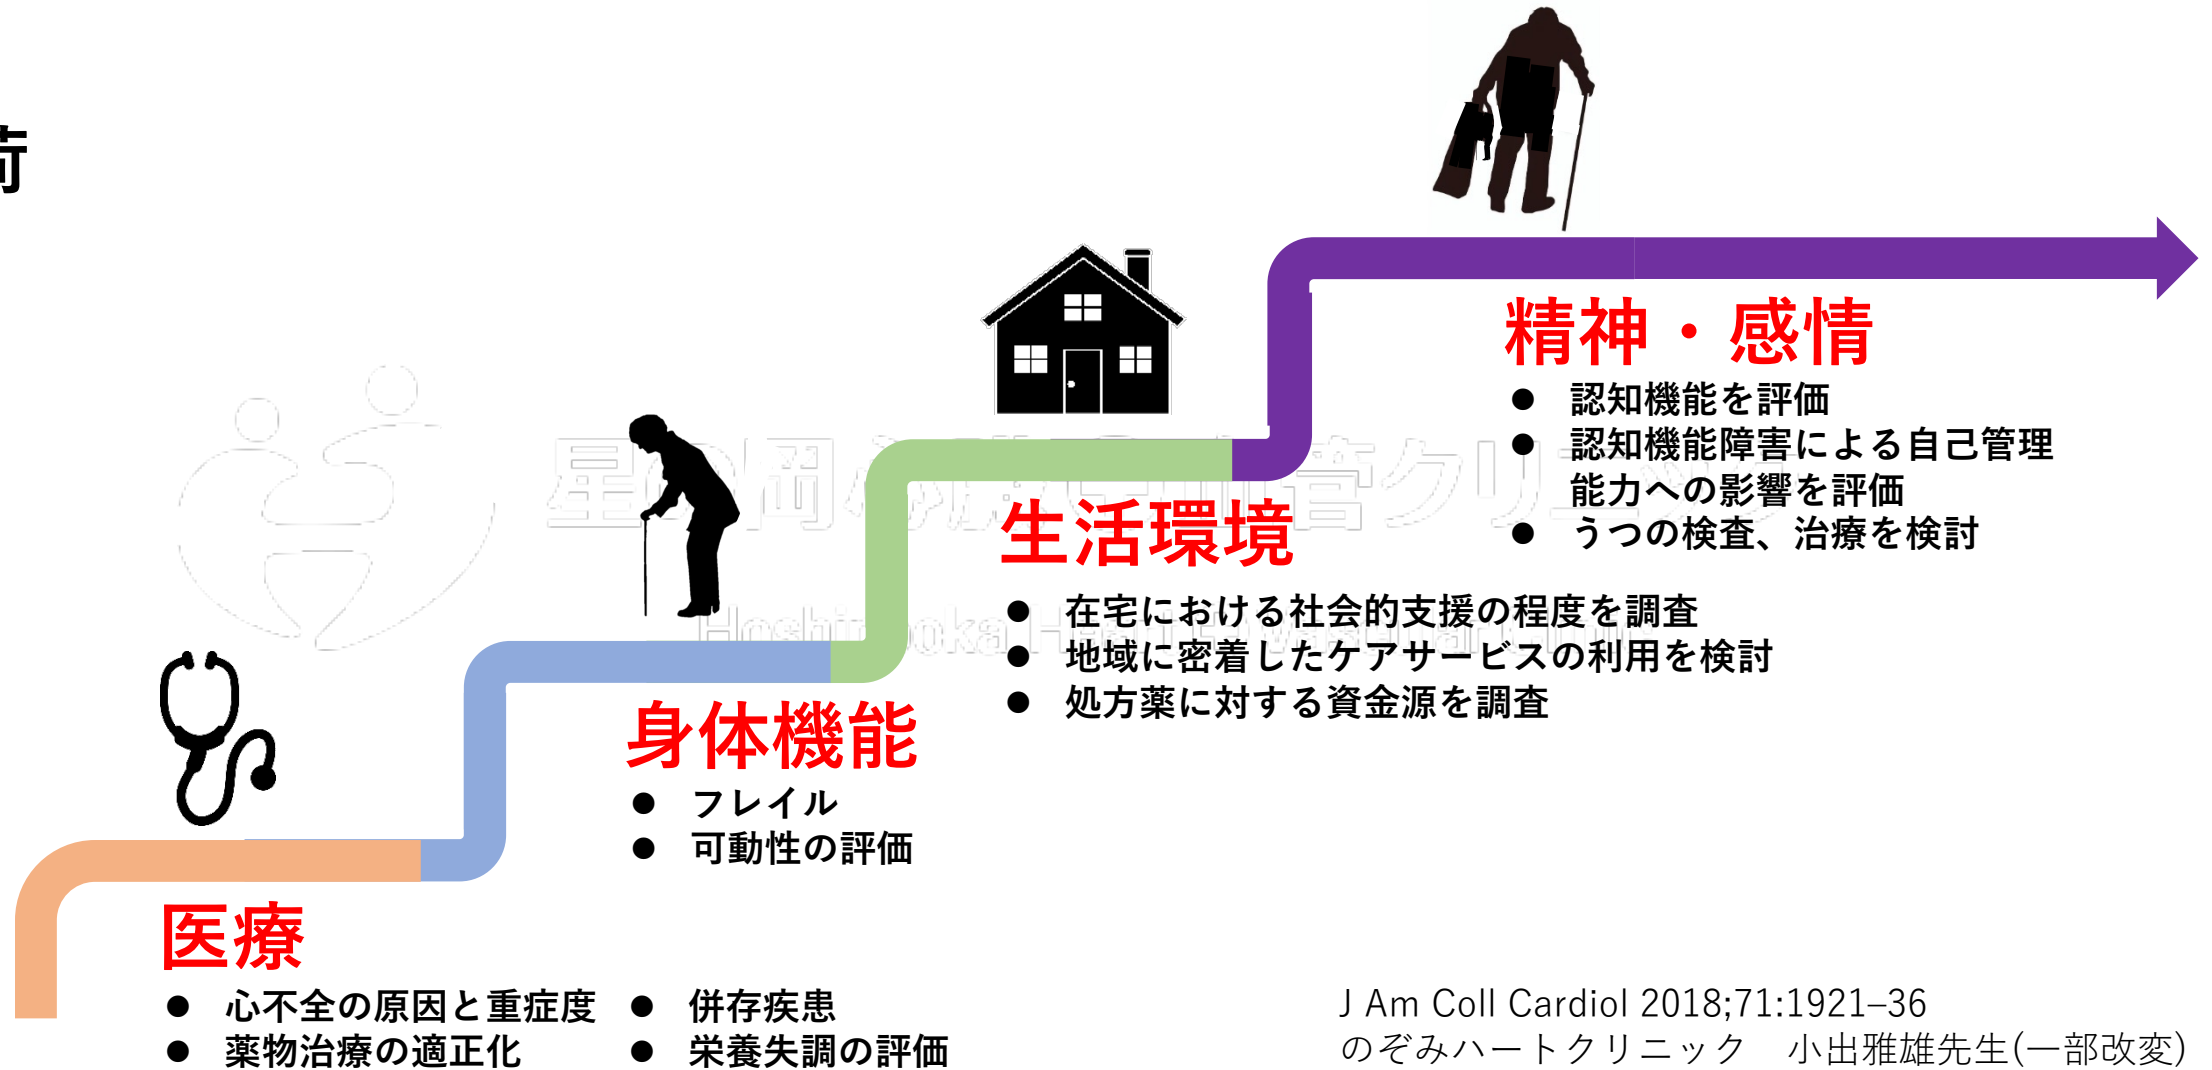 荷
精神・感情
● 認知機能を評価
● 認知機能障害による自己管理
能力への影響を評価
● うつの検査、治療を検討
生活環境
● 在宅における社会的支援の程度を調査
● 地域に密着したケアサービスの利用を検討
● 処方薬に対する資金源を調査
身体機能
● フレイル
● 可動性の評価
医療
● 心不全の原因と重症度 ● 併存疾患
● 薬物治療の適正化 ● 栄養失調の評価
J Am Coll Cardiol 2018;71:1921–36
のぞみハートクリニック 小出雅雄先生(一部改変)